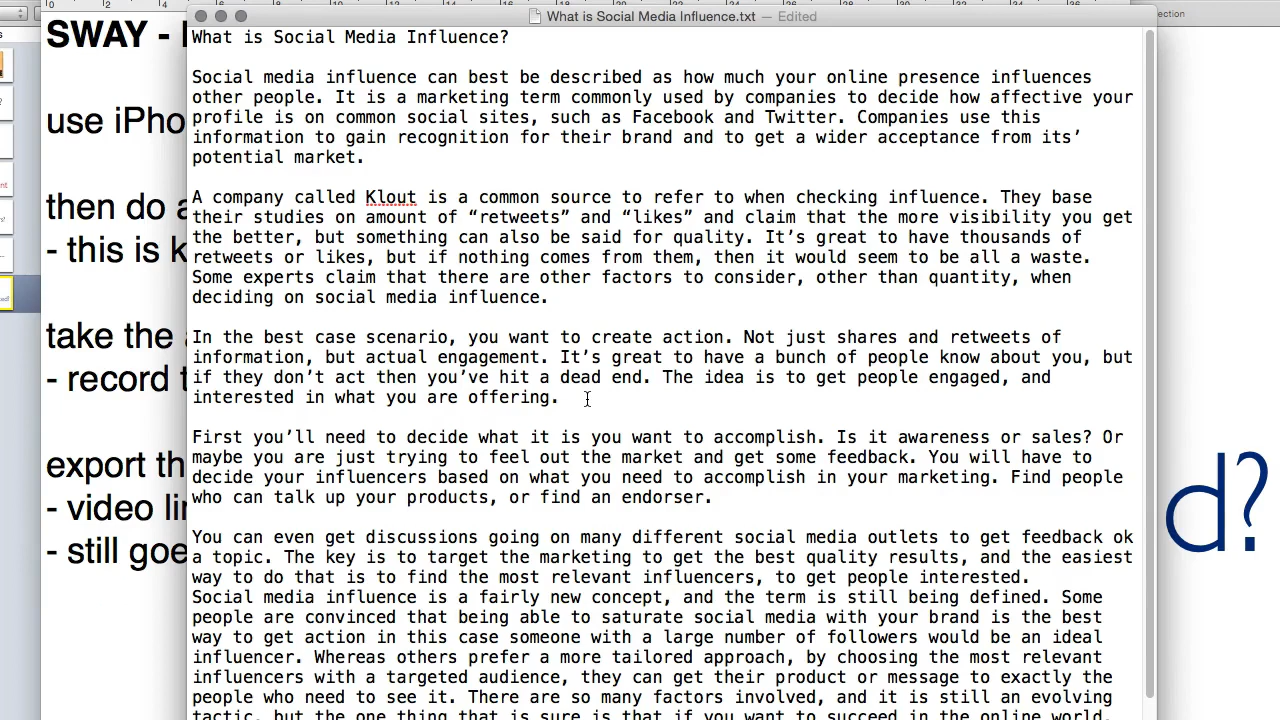 What is Social Media Influence.txt — Edited
SWAY -
use iPho
then do a
- this is k
take the a
- record t
export th
- video lin
- still goe
d?
What is Social Media Influence?
Social media influence can best be described as how much your online presence influences
other people. It is a marketing term commonly used by companies to decide how affective your
profile is on common social sites, such as Facebook and Twitter. Companies use this
information to gain recognition for their brand and to get a wider acceptance from its’
potential market.
A company called Klout is a common source to refer to when checking influence. They base
their studies on amount of “retweets” and “likes” and claim that the more visibility you get
the better, but something can also be said for quality. It’s great to have thousands of
retweets or likes, but if nothing comes from them, then it would seem to be all a waste.
Some experts claim that there are other factors to consider, other than quantity, when
deciding on social media influence.
In the best case scenario, you want to create action. Not just shares and retweets of
information, but actual engagement. It’s great to have a bunch of people know about you, but
if they don’t act then you’ve hit a dead end. The idea is to get people engaged, and
interested in what you are offering.
First you’ll need to decide what it is you want to accomplish. Is it awareness or sales? Or
maybe you are just trying to feel out the market and get some feedback. You will have to
decide your influencers based on what you need to accomplish in your marketing. Find people
who can talk up your products, or find an endorser.
You can even get discussions going on many different social media outlets to get feedback ok
a topic. The key is to target the marketing to get the best quality results, and the easiest
way to do that is to find the most relevant influencers, to get people interested.
Social media influence is a fairly new concept, and the term is still being defined. Some
people are convinced that being able to saturate social media with your brand is the best
way to get action in this case someone with a large number of followers would be an ideal
influencer. Whereas others prefer a more tailored approach, by choosing the most relevant
influencers with a targeted audience, they can get their product or message to exactly the
people who need to see it. There are so many factors involved, and it is still an evolving
tactic, but the one thing that is sure is that if you want to succeed in the online world,